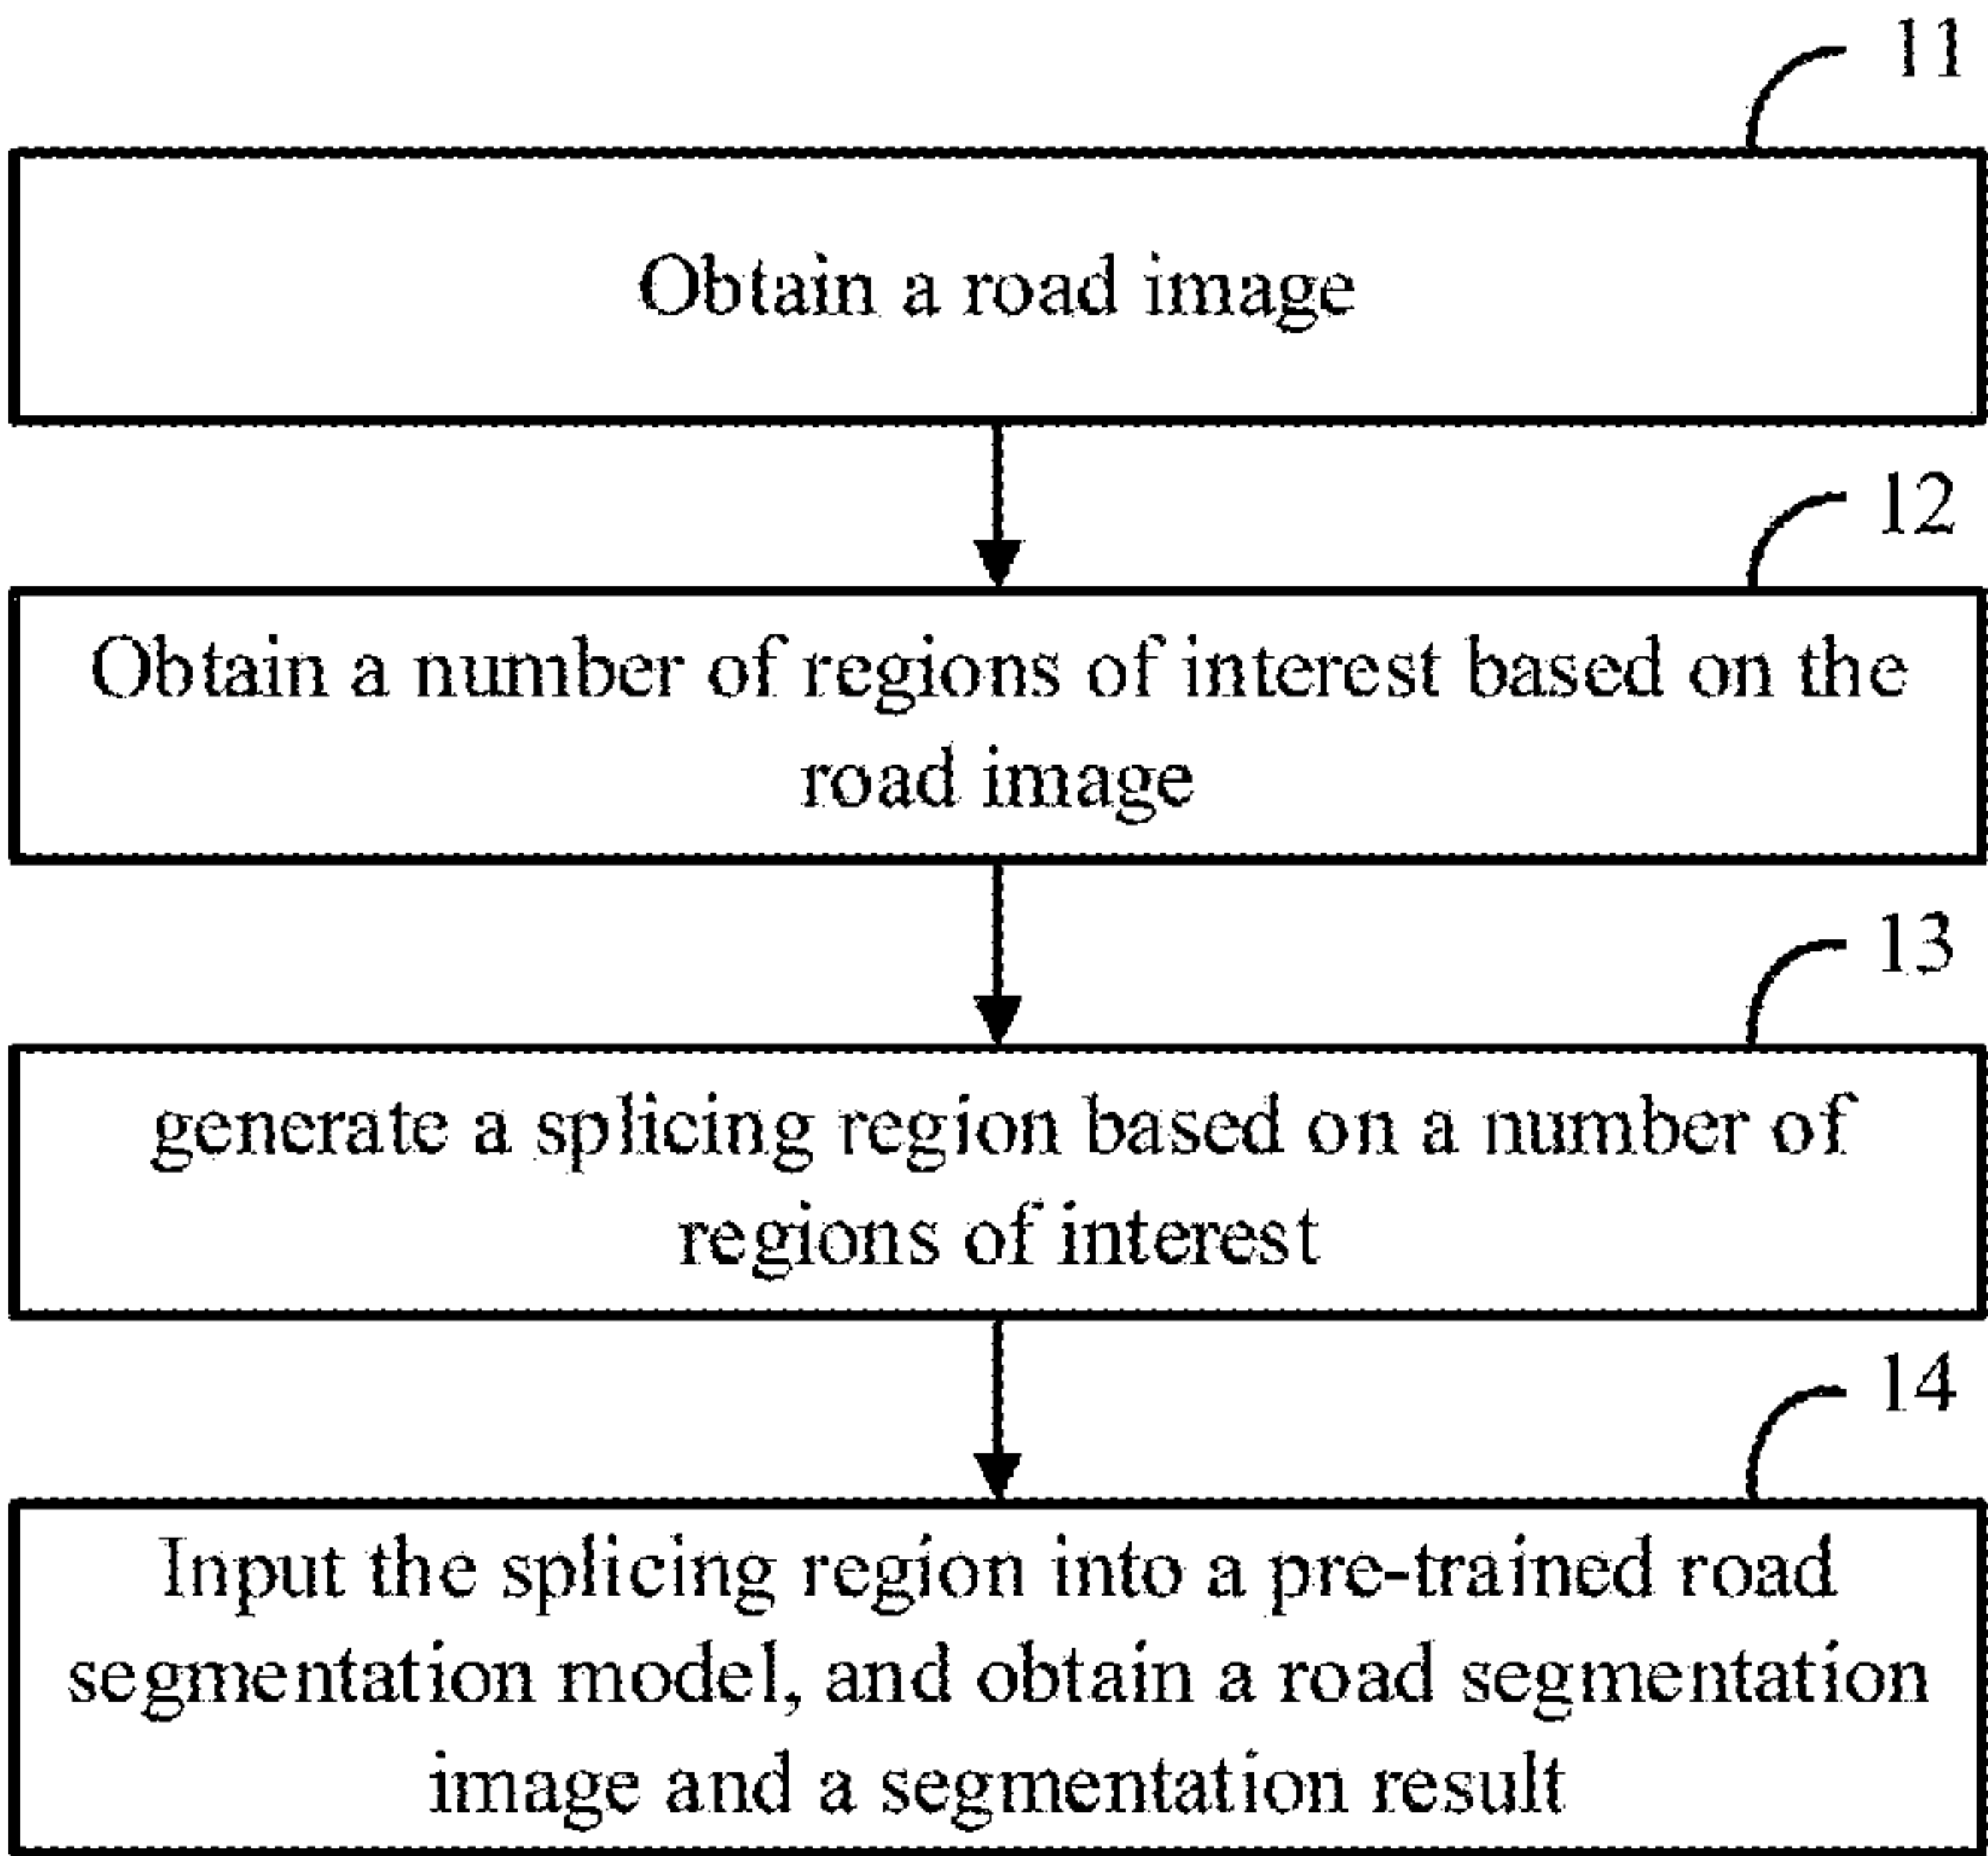 11
Obtain a road image
12
Obtain a number of regions of interest based on the
road image
13
generate a splicing region based on a number of
regions of interest
14
Input the splicing region into a pre-trained road
segmentation model, and obtain a road segmentation
image and a segmentation result